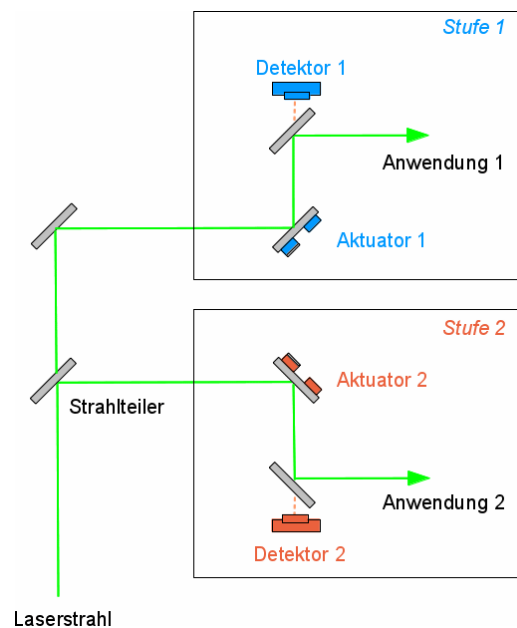 Stufe 1
Detektor 1
Anwendung 1
Aktuator 1
Stufe 2
Aktuator 2
Strahlteiler
Anwendung 2
Detektor 2
Laserstrahl